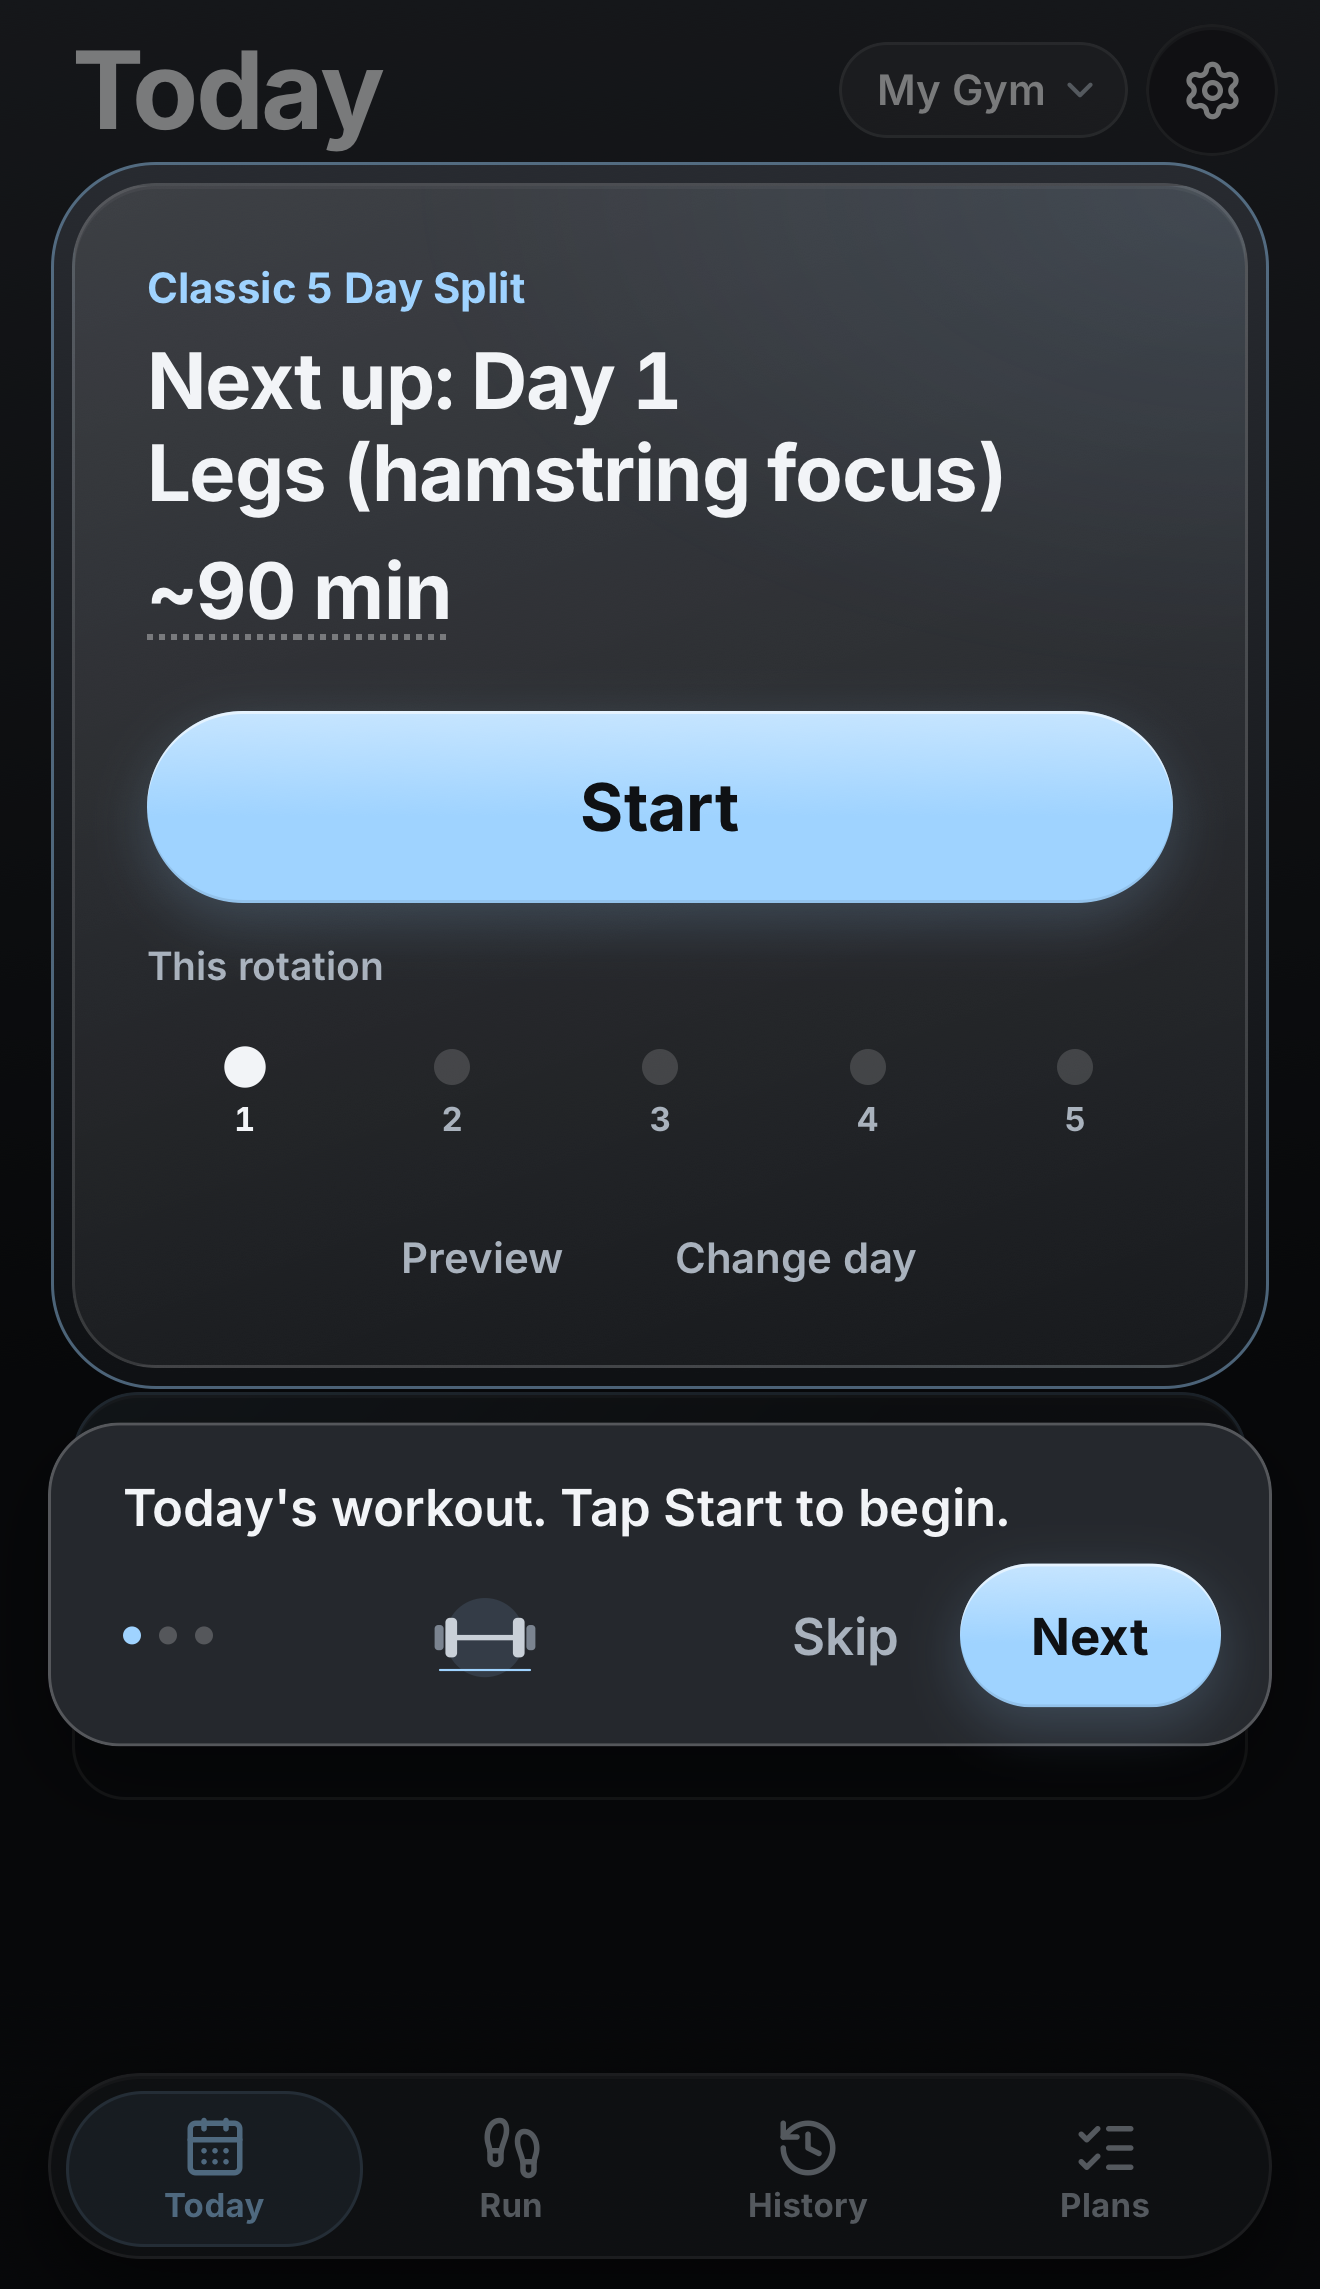 Today
My Gym
Classic 5 Day Split
Next up: Day 1
Legs (hamstring focus)
~90 min
Start
This rotation
1 2 3 4 5
Preview Change day
Today's workout. Tap Start to begin.
Skip Next
Today Run History Plans